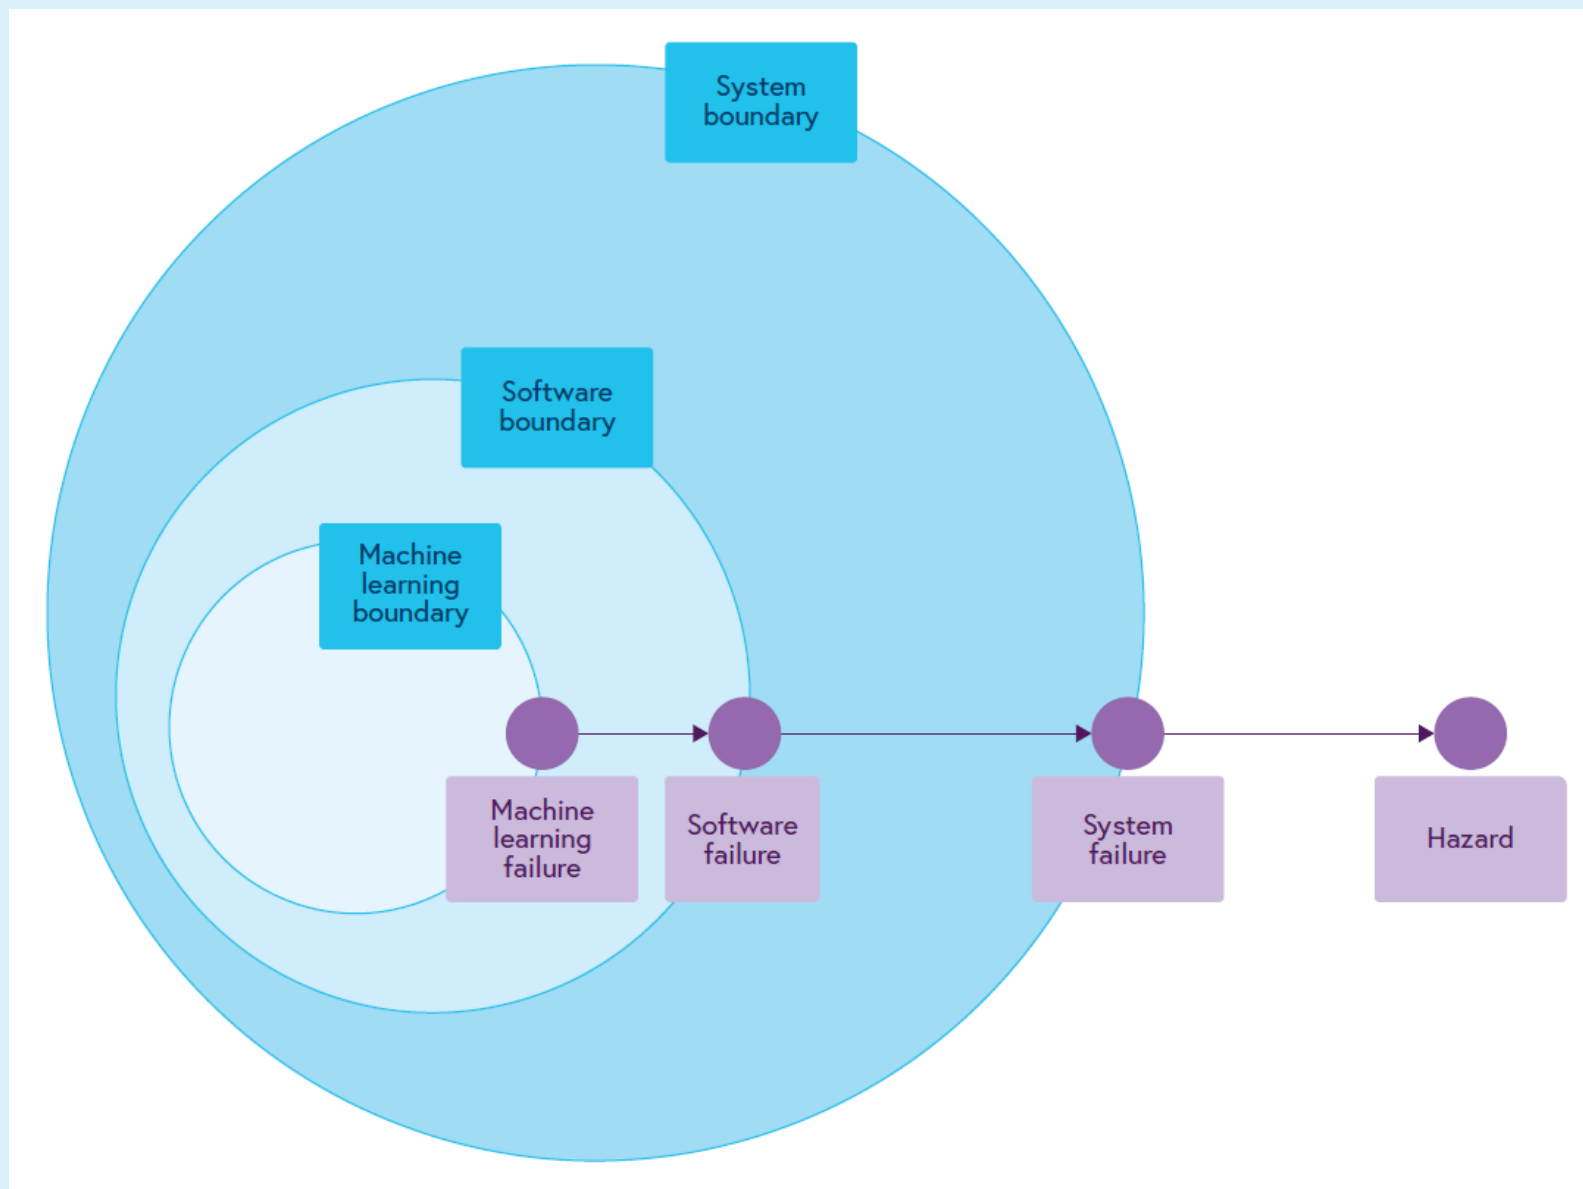 System
boundary
Software
boundary
Machine
learning
boundary
Machine
learning
failure
Software
failure
System
failure
Hazard